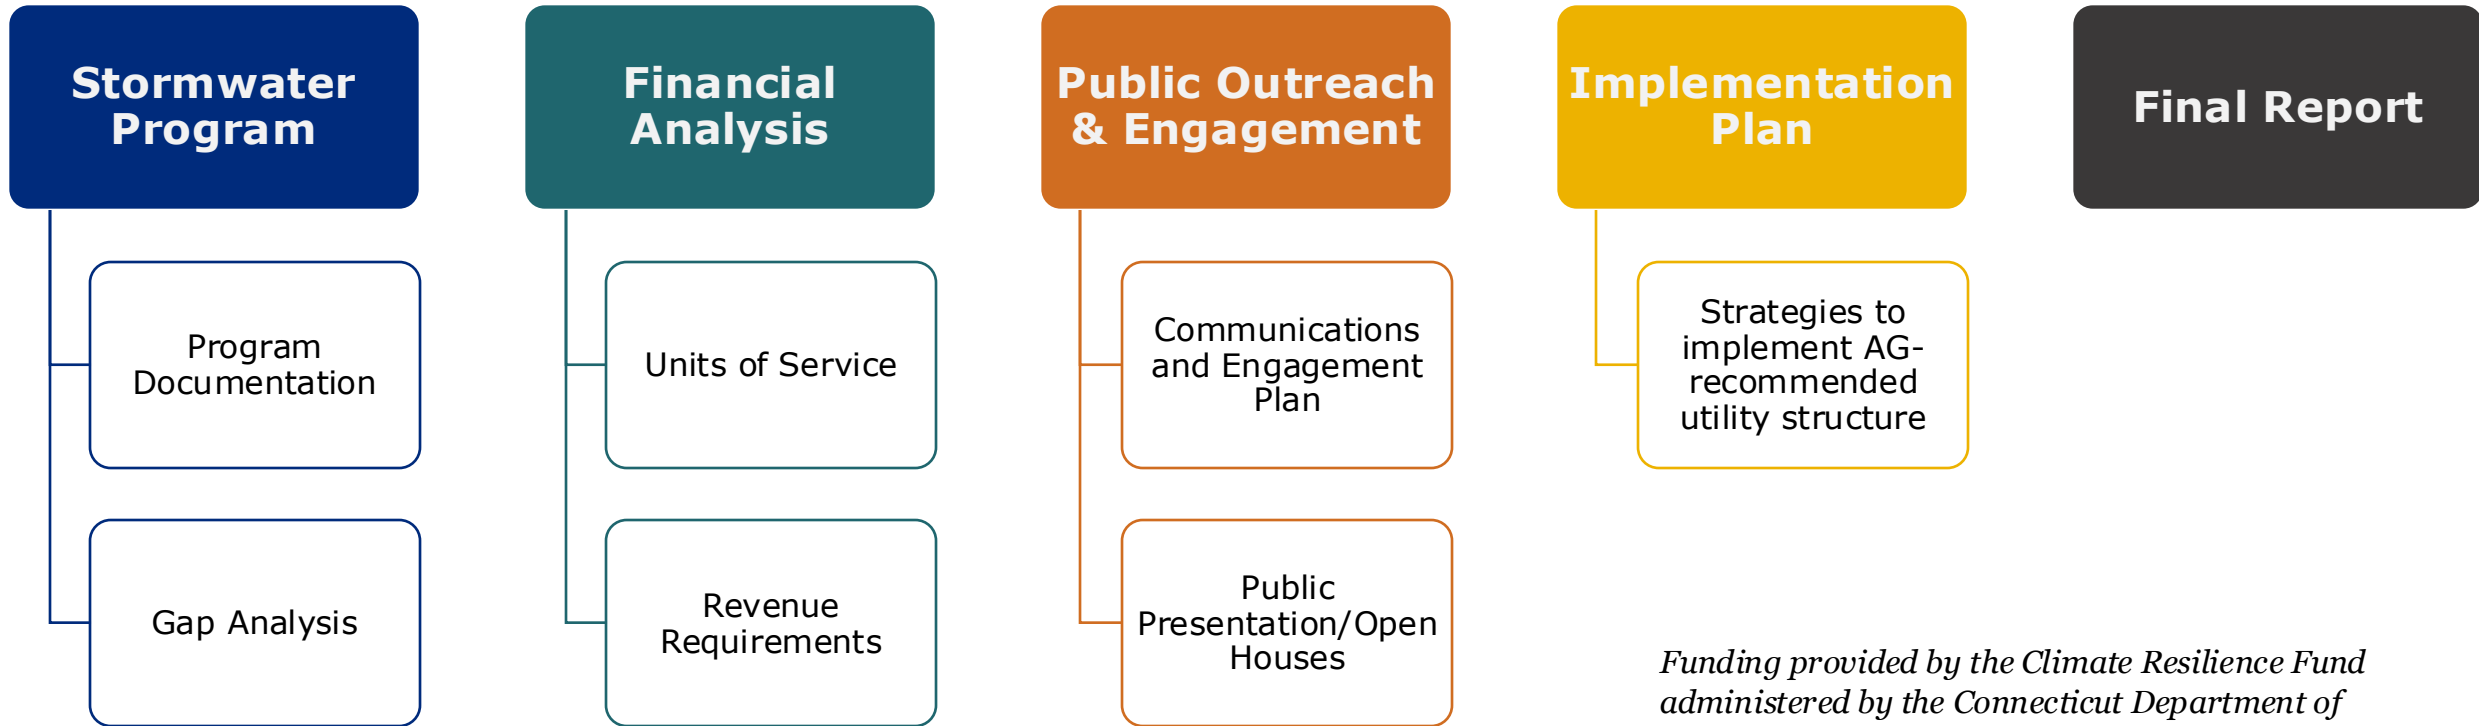 Stormwater
Program
Financial
Analysis
Public Outreach
& Engagement
Implementation
Plan
Final Report
Program
Documentation
Units of Service
Communications
and Engagement
Plan
Strategies to
implement AG-
recommended
utility structure
Gap Analysis
Revenue
Requirements
Public
Presentation/Open
Houses
Funding provided by the Climate Resilience Fund
administered by the Connecticut Department of